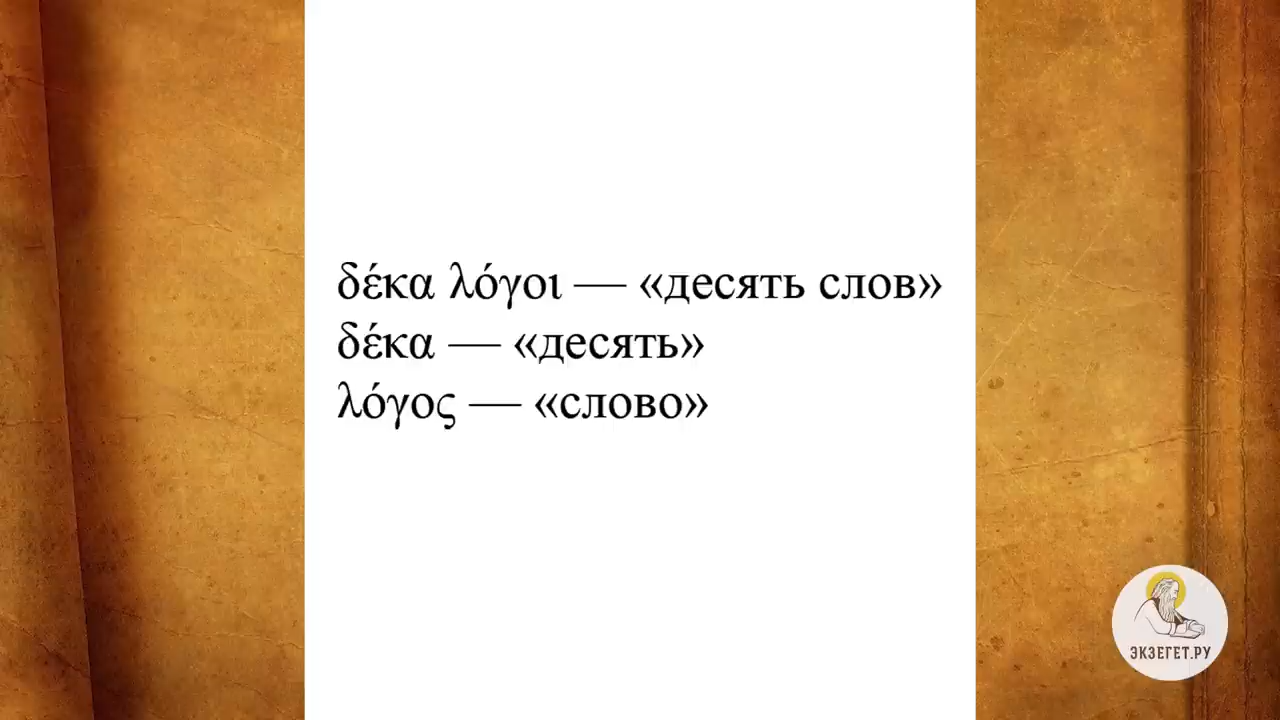 δέκα λόγοι — «десять слов»
δέκα — «десять»
λόγος — «слово»
ЭКЗЕГЕТ.РУ